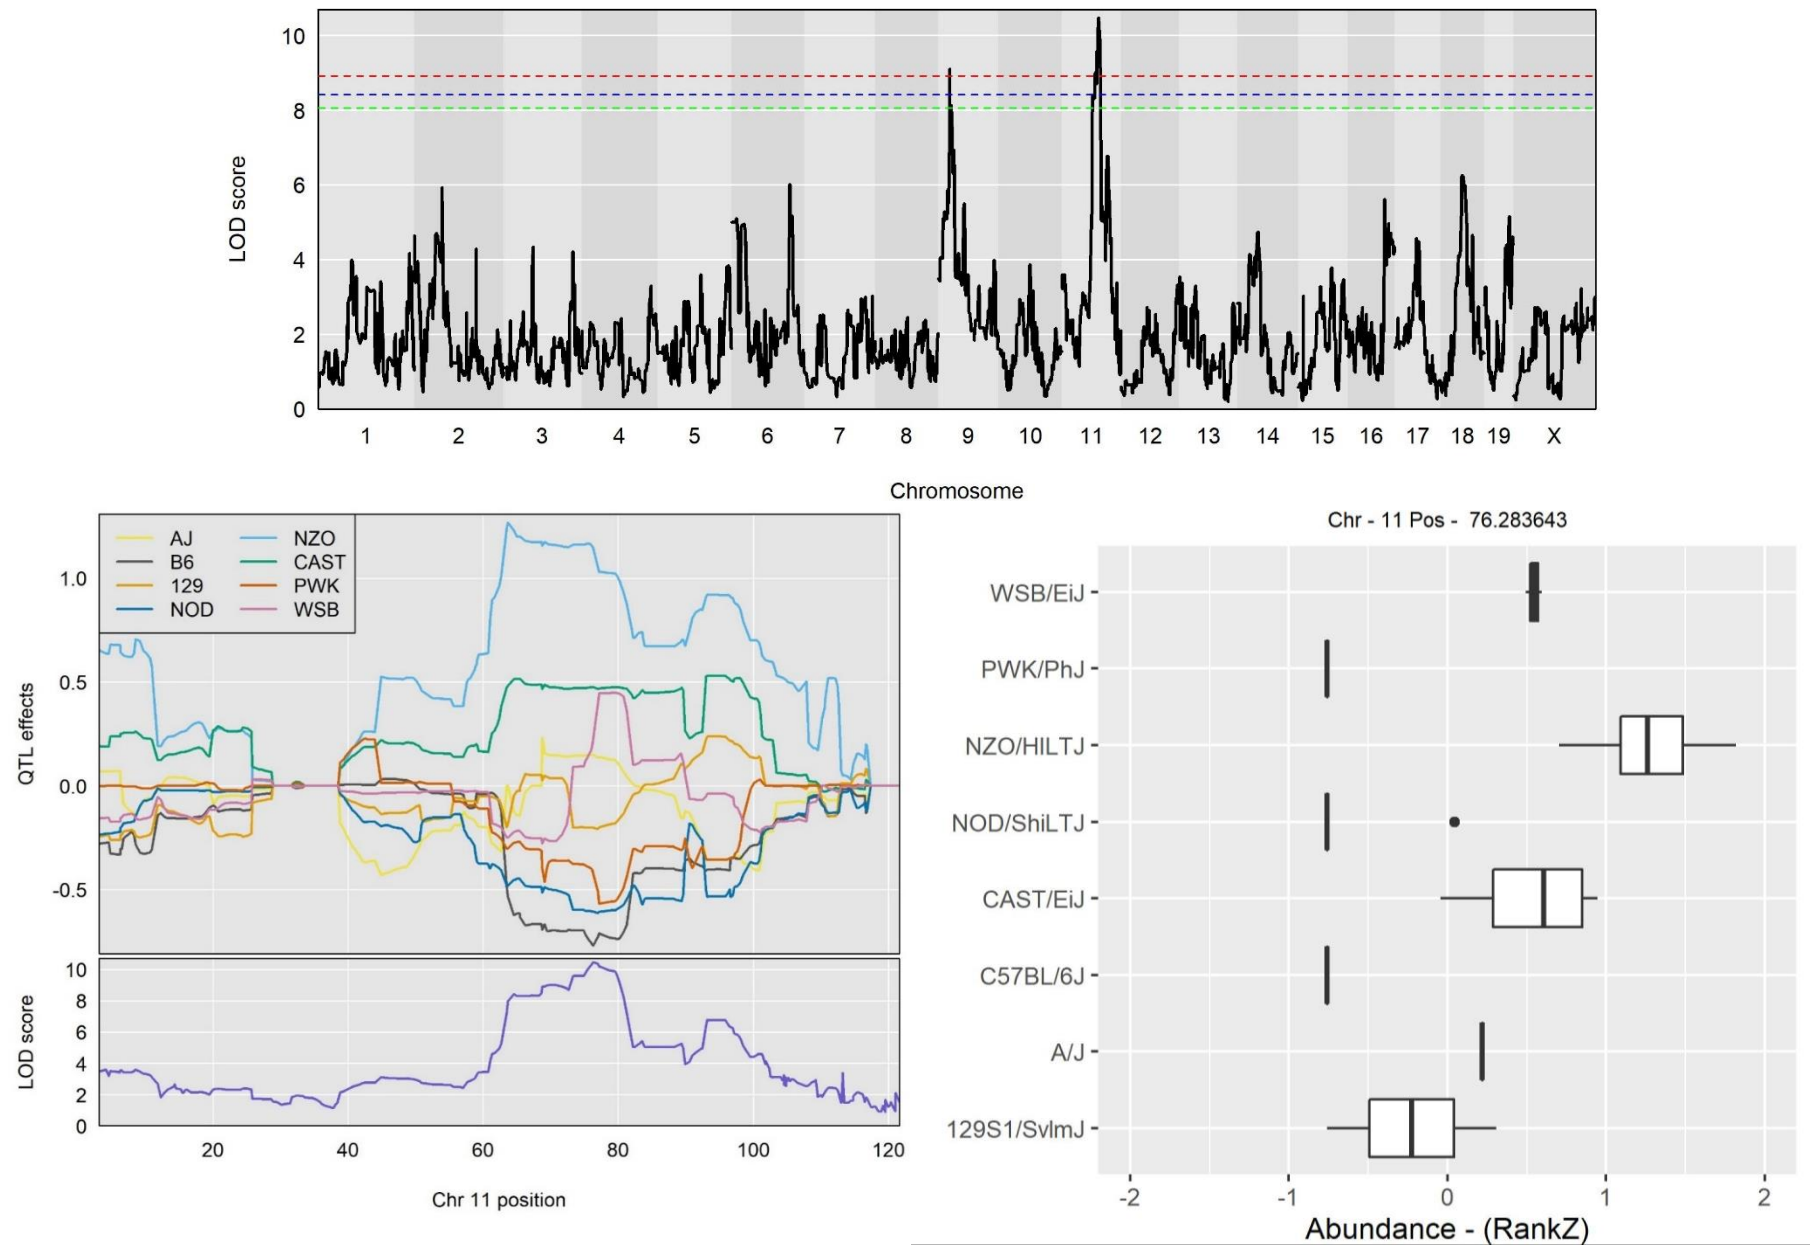 10
8
6
4
2
0
LOD score
1 2 3 4 5 6 7 8 9 10 11 12 13 14 15 16 17 18 19 X
Chromosome
AJ NZO
B6 CAST
129 PWK
NOD WSB
1.0
0.5
0.0
-0.5
QTL effects
10
8
6
4
2
0
LOD score
20 40 60 80 100 120
Chr 11 position
Chr - 11 Pos - 76.283643
WSB/EiJ
PWK/PhJ
NZO/HILTJ
NOD/ShiLTJ
CAST/EiJ
C57BL/6J
A/J
129S1/SvImJ
-2 -1 0 1 2
Abundance - (RankZ)